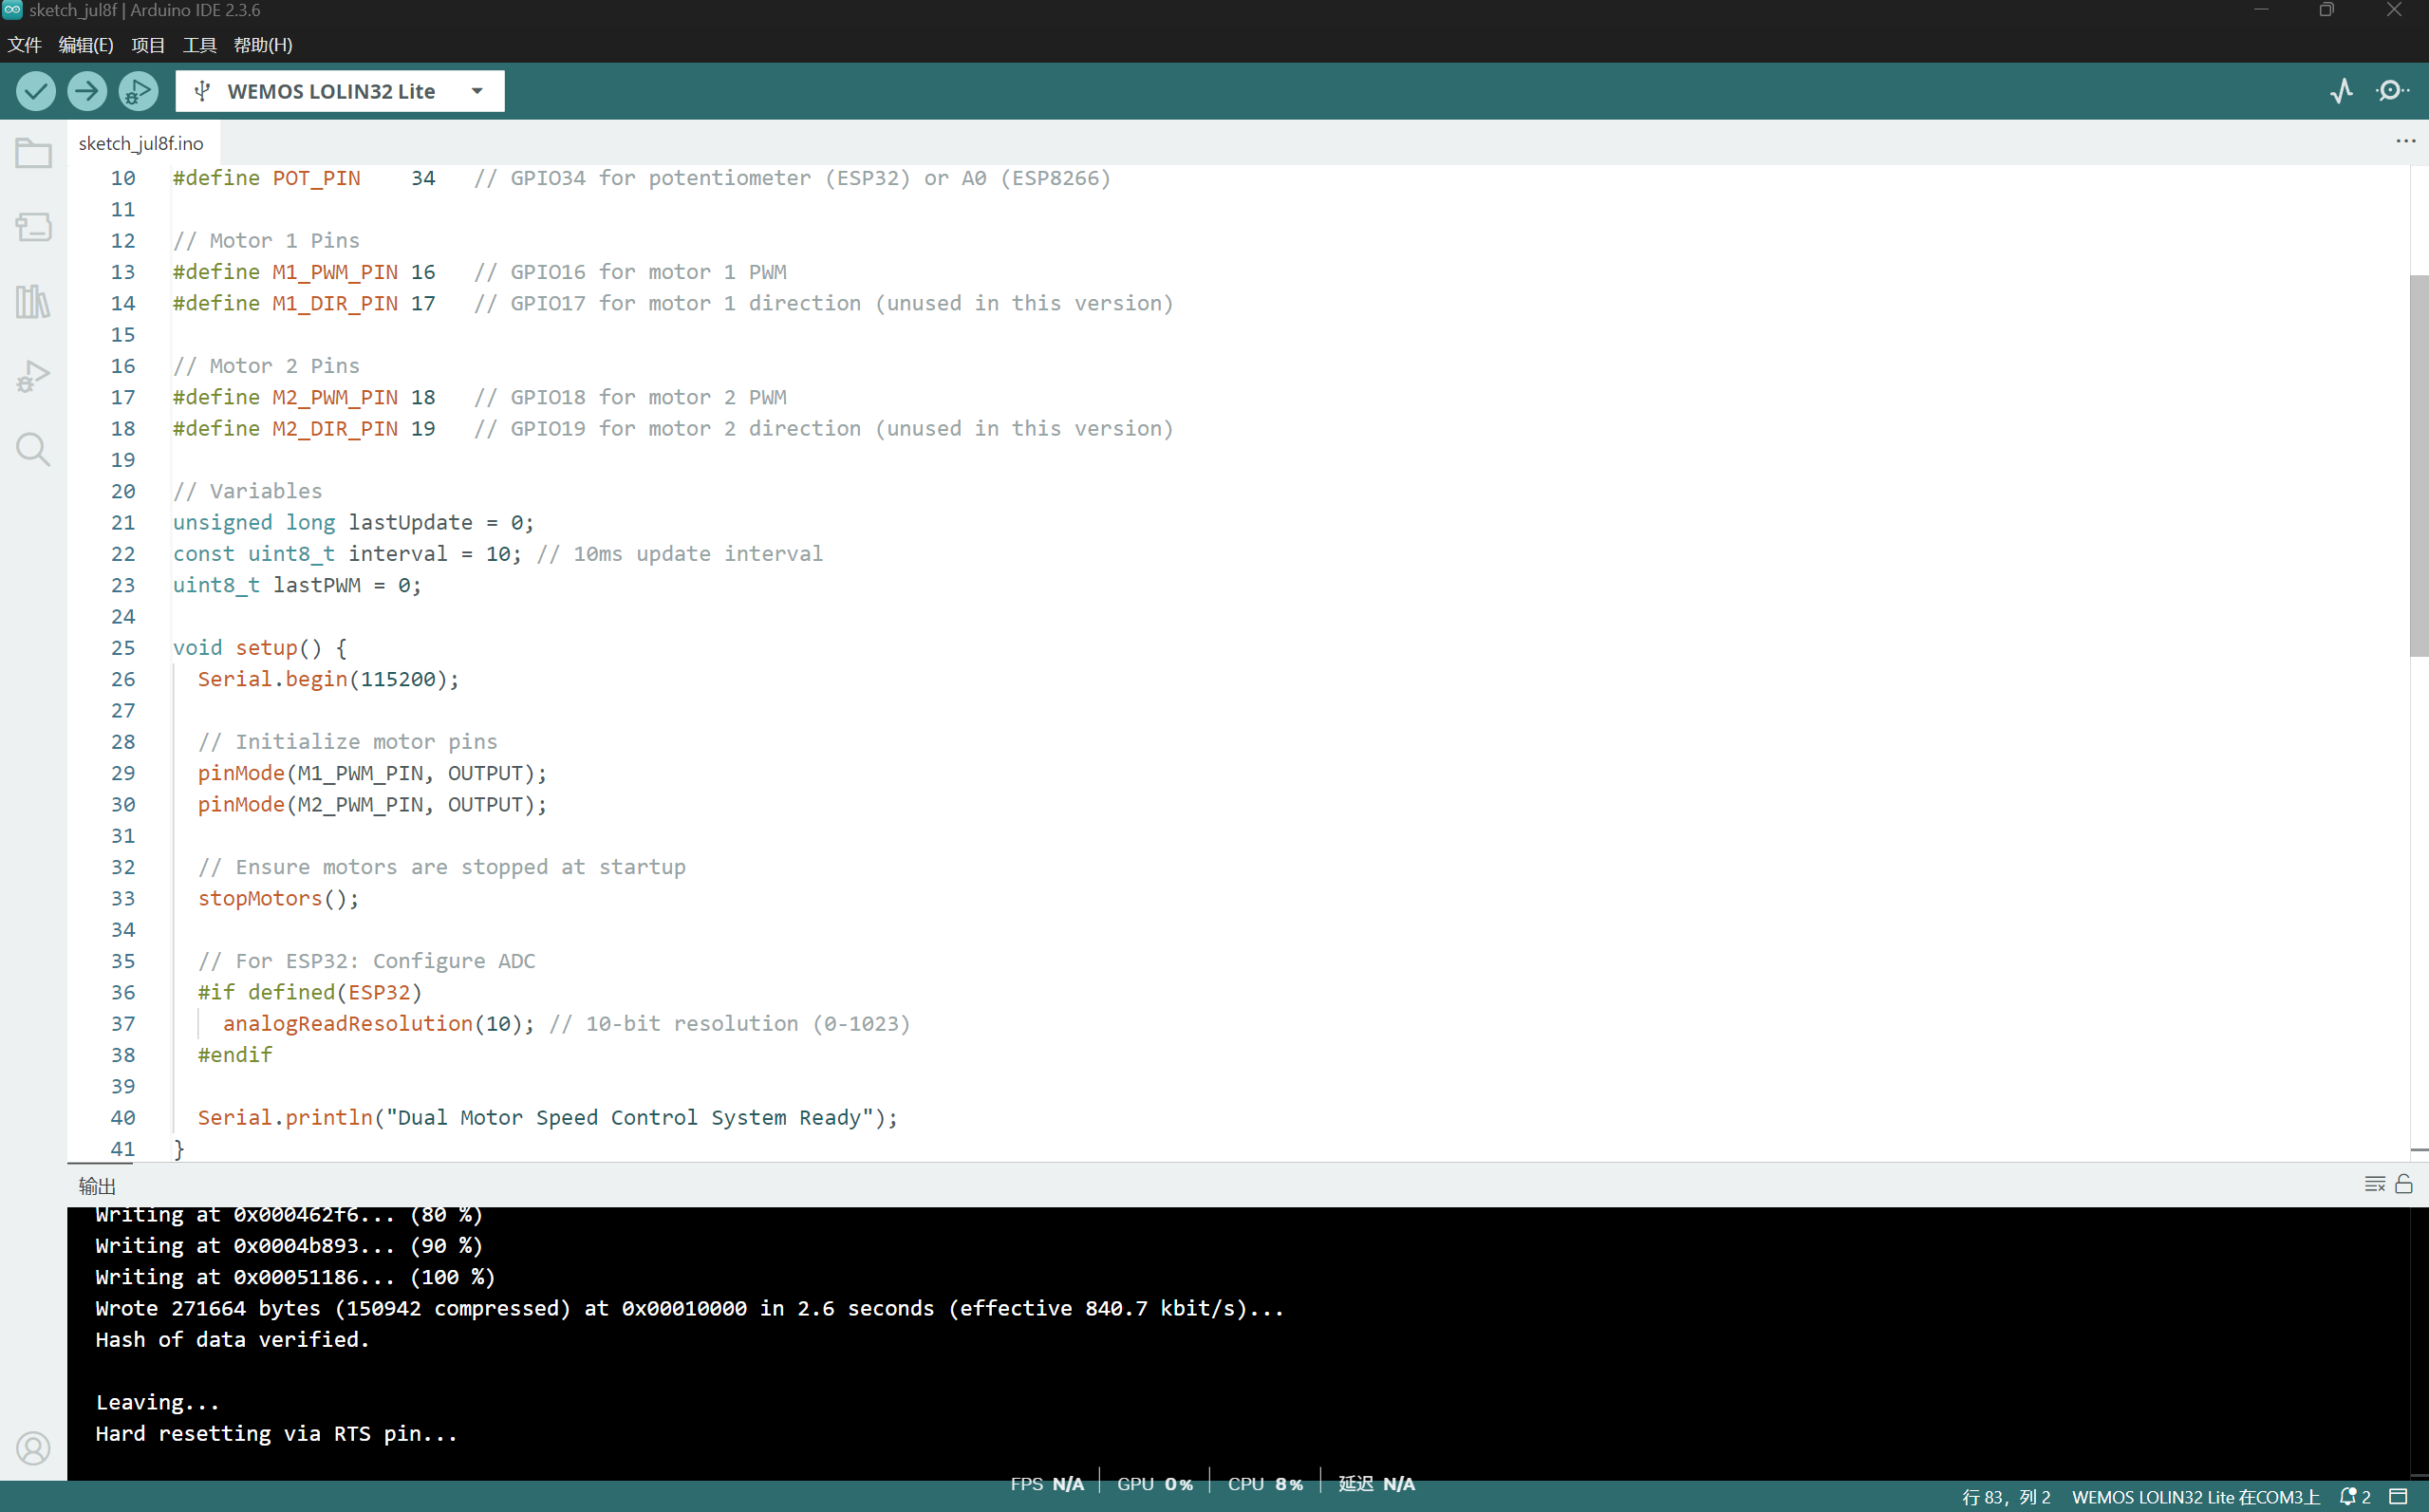 sketch_jul8f | Arduino IDE 2.3.6
文件 编辑(E) 项目 工具 帮助(H)
WEMOS LOLIN32 Lite
sketch_jul8f.ino
10 #define POT_PIN    34   // GPIO34 for potentiometer (ESP32) or A0 (ESP8266)
11
12 // Motor 1 Pins
13 #define M1_PWM_PIN 16   // GPIO16 for motor 1 PWM
14 #define M1_DIR_PIN 17   // GPIO17 for motor 1 direction (unused in this version)
15
16 // Motor 2 Pins
17 #define M2_PWM_PIN 18   // GPIO18 for motor 2 PWM
18 #define M2_DIR_PIN 19   // GPIO19 for motor 2 direction (unused in this version)
19
20 // Variables
21 unsigned long lastUpdate = 0;
22 const uint8_t interval = 10; // 10ms update interval
23 uint8_t lastPWM = 0;
24
25 void setup() {
26   Serial.begin(115200);
27
28   // Initialize motor pins
29   pinMode(M1_PWM_PIN, OUTPUT);
30   pinMode(M2_PWM_PIN, OUTPUT);
31
32   // Ensure motors are stopped at startup
33   stopMotors();
34
35   // For ESP32: Configure ADC
36   #if defined(ESP32)
37     analogReadResolution(10); // 10-bit resolution (0-1023)
38   #endif
39
40   Serial.println("Dual Motor Speed Control System Ready");
41 }
输出
Writing at 0x000462f6... (80 %)
Writing at 0x0004b893... (90 %)
Writing at 0x00051186... (100 %)
Wrote 271664 bytes (150942 compressed) at 0x00010000 in 2.6 seconds (effective 840.7 kbit/s)...
Hash of data verified.
Leaving...
Hard resetting via RTS pin...
FPS N/A GPU 0% CPU 8% 延迟 N/A
行 83，列 2 WEMOS LOLIN32 Lite 在COM3上 2